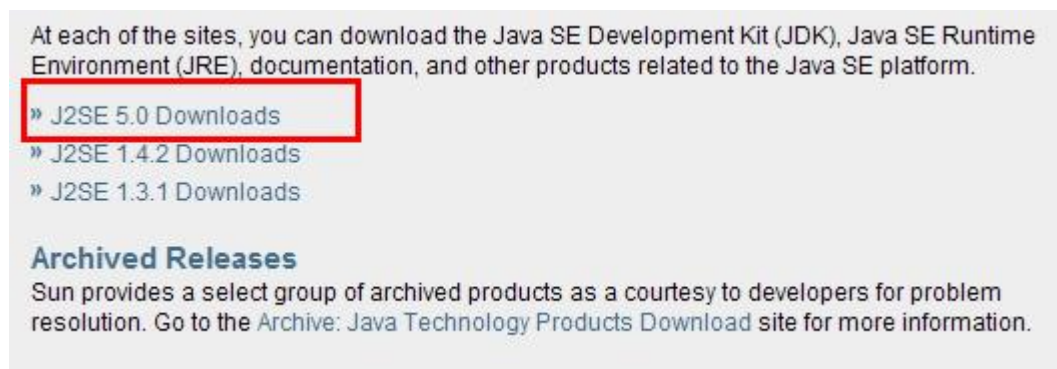 At each of the sites, you can download the Java SE Development Kit (JDK), Java SE Runtime
Environment (JRE), documentation, and other products related to the Java SE platform.
» J2SE 5.0 Downloads
» J2SE 1.4.2 Downloads
» J2SE 1.3.1 Downloads
Archived Releases
Sun provides a select group of archived products as a courtesy to developers for problem
resolution. Go to the Archive: Java Technology Products Download site for more information.